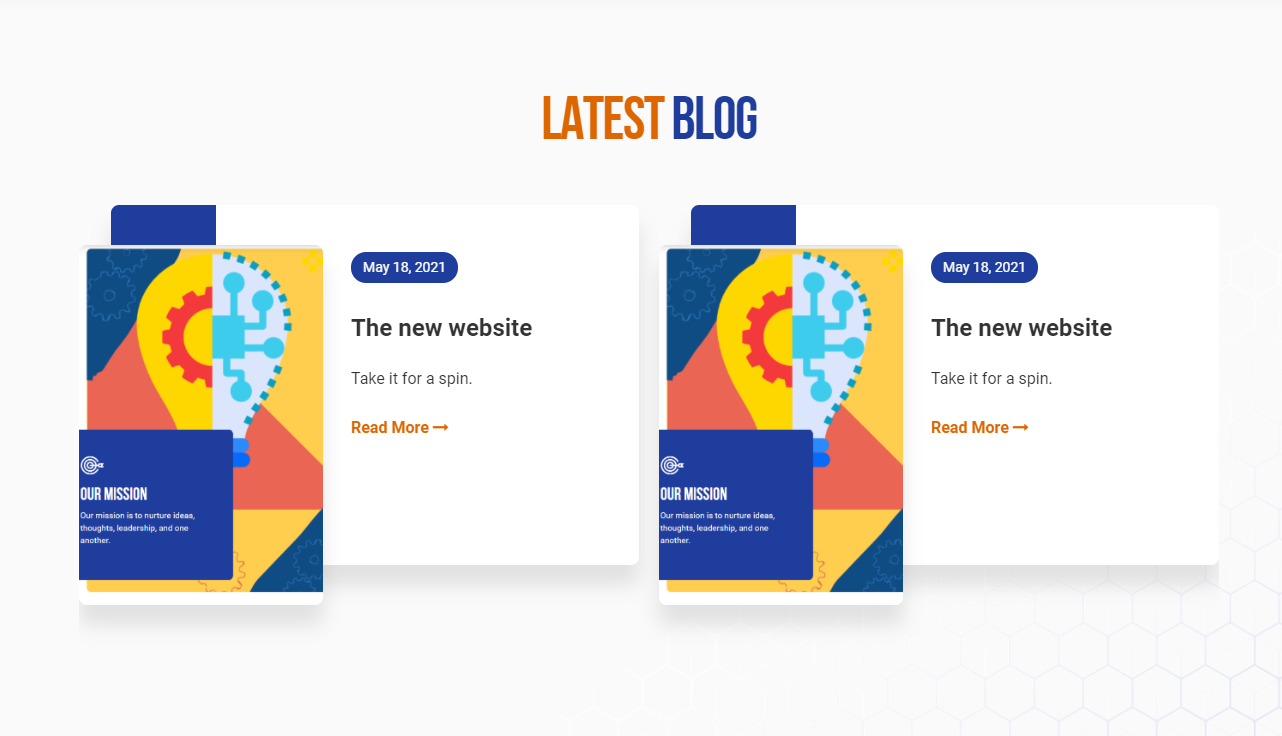 LATEST BLOG
May 18, 2021
The new website
Take it for a spin.
Read More
OUR MISSION
Our mission is to nurture ideas,
thoughts, leadership, and one
another.
May 18, 2021
The new website
Take it for a spin.
Read More
OUR MISSION
Our mission is to nurture ideas,
thoughts, leadership, and one
another.